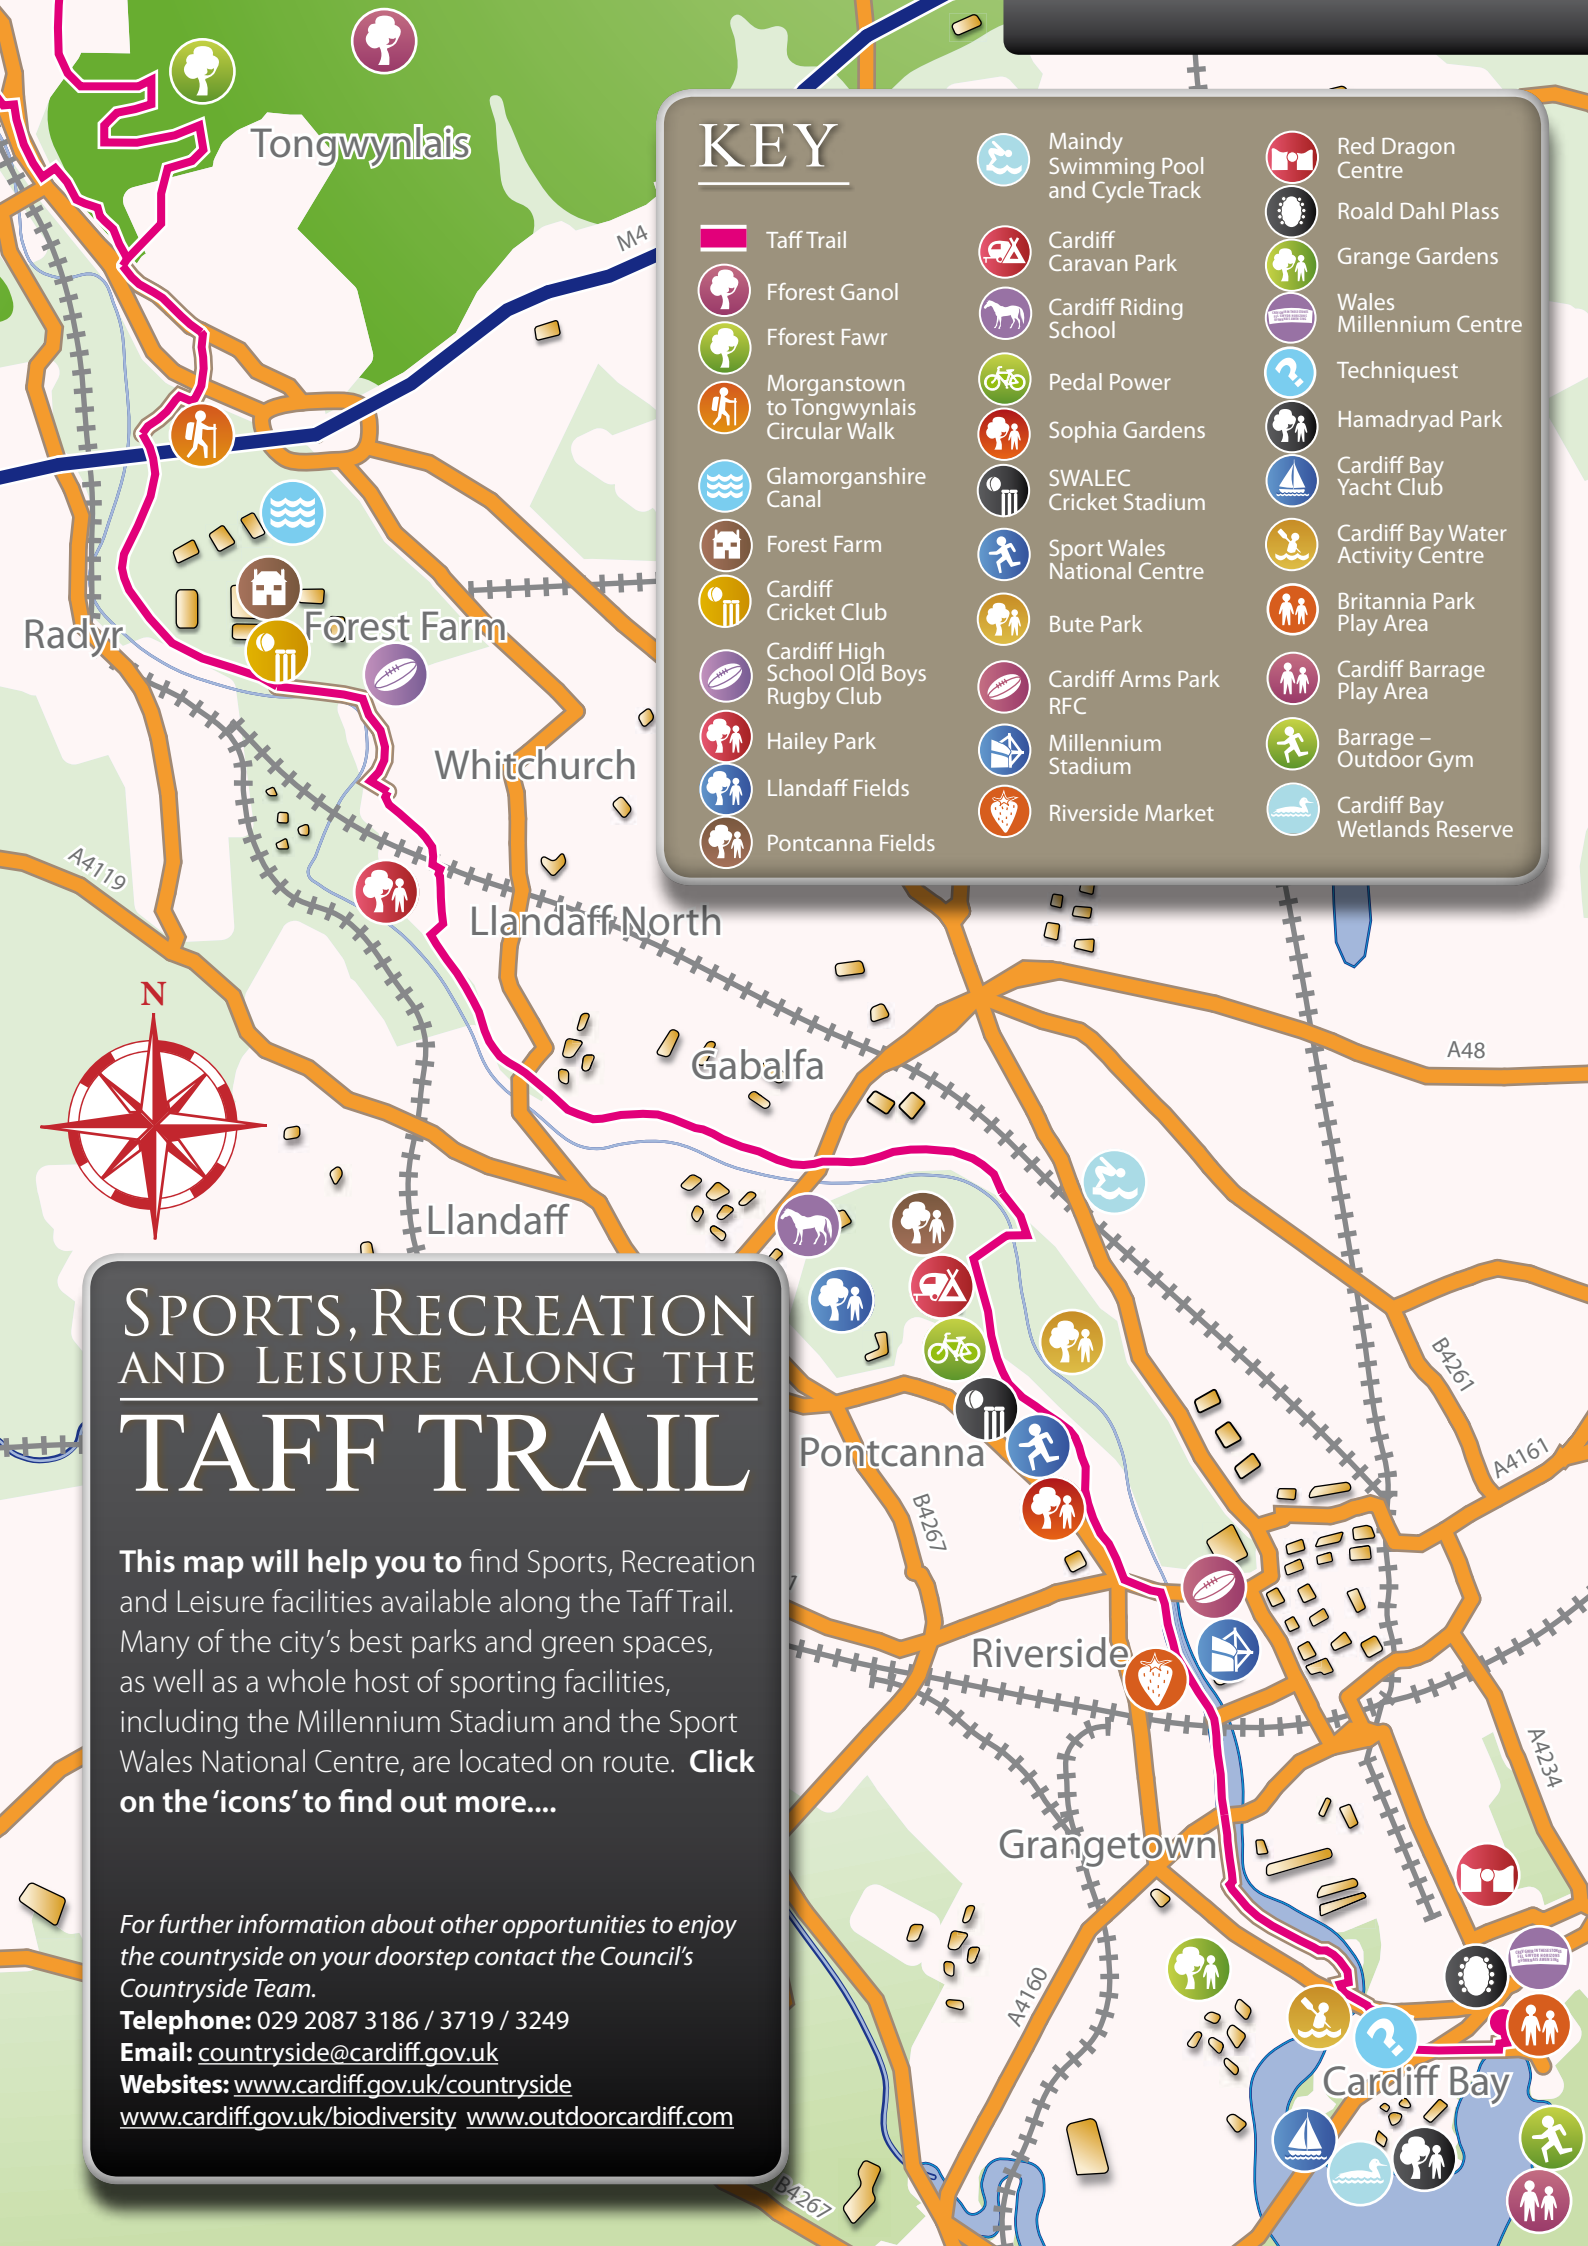 Tongwynlais
M4
KEY
Taff Trail
Fforest Ganol
Fforest Fawr
Morganstown
to Tongwynlais
Circular Walk
Glamorganshire
Canal
Forest Farm
Cardiff
Cricket Club
Cardiff High
School Old Boys
Rugby Club
Hailey Park
Llandaff Fields
Pontcanna Fields
Maindy
Swimming Pool
and Cycle Track
Cardiff
Caravan Park
Cardiff Riding
School
Pedal Power
Sophia Gardens
SWALEC
Cricket Stadium
Sport Wales
National Centre
Bute Park
Cardiff Arms Park
RFC
Millennium
Stadium
Riverside Market
Red Dragon
Centre
Roald Dahl Plass
Grange Gardens
Wales
Millennium Centre
Techniquest
Hamadryad Park
Cardiff Bay
Yacht Club
Cardiff Bay Water
Activity Centre
Britannia Park
Play Area
Cardiff Barrage
Play Area
Barrage –
Outdoor Gym
Cardiff Bay
Wetlands Reserve
Radyr
Forest Farm
Whitchurch
A4119
Llandaff North
N
Gabalfa
A48
Llandaff
B4261
A4161
Pontcanna
B4267
Riverside
A4234
Grangetown
A4160
Cardiff Bay
B4267
SPORTS, RECREATION
AND LEISURE ALONG THE
TAFF TRAIL
This map will help you to find Sports, Recreation
and Leisure facilities available along the Taff Trail.
Many of the city's best parks and green spaces,
as well as a whole host of sporting facilities,
including the Millennium Stadium and the Sport
Wales National Centre, are located on route. Click
on the 'icons' to find out more....
For further information about other opportunities to enjoy
the countryside on your doorstep contact the Council's
Countryside Team.
Telephone: 029 2087 3186 / 3719 / 3249
Email: countryside@cardiff.gov.uk
Websites: www.cardiff.gov.uk/countryside
www.cardiff.gov.uk/biodiversity www.outdoorcardiff.com